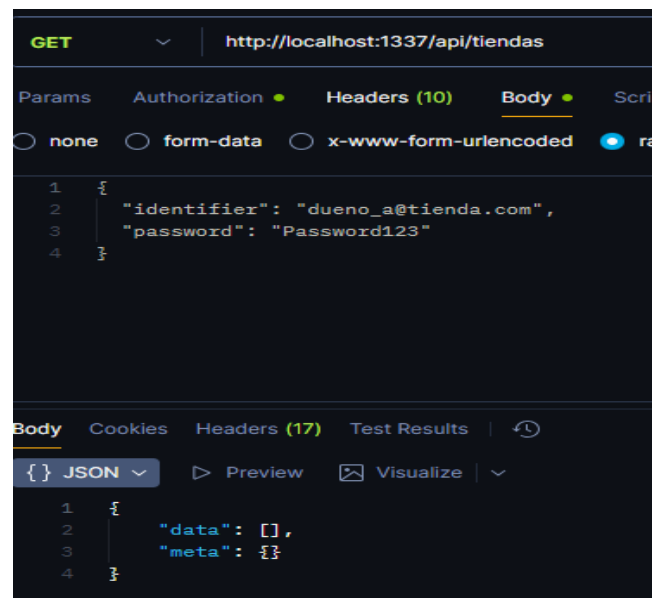 GET http://localhost:1337/api/tiendas
Params Authorization Headers (10) Body
none form-data x-www-form-urlencoded
1 {
2 "identifier": "dueno_a@tienda.com",
3 "password": "Password123"
4 }
Body Cookies Headers (17) Test Results
{} JSON Preview Visualize
1 {
2 "data": [],
3 "meta": {}
4 }